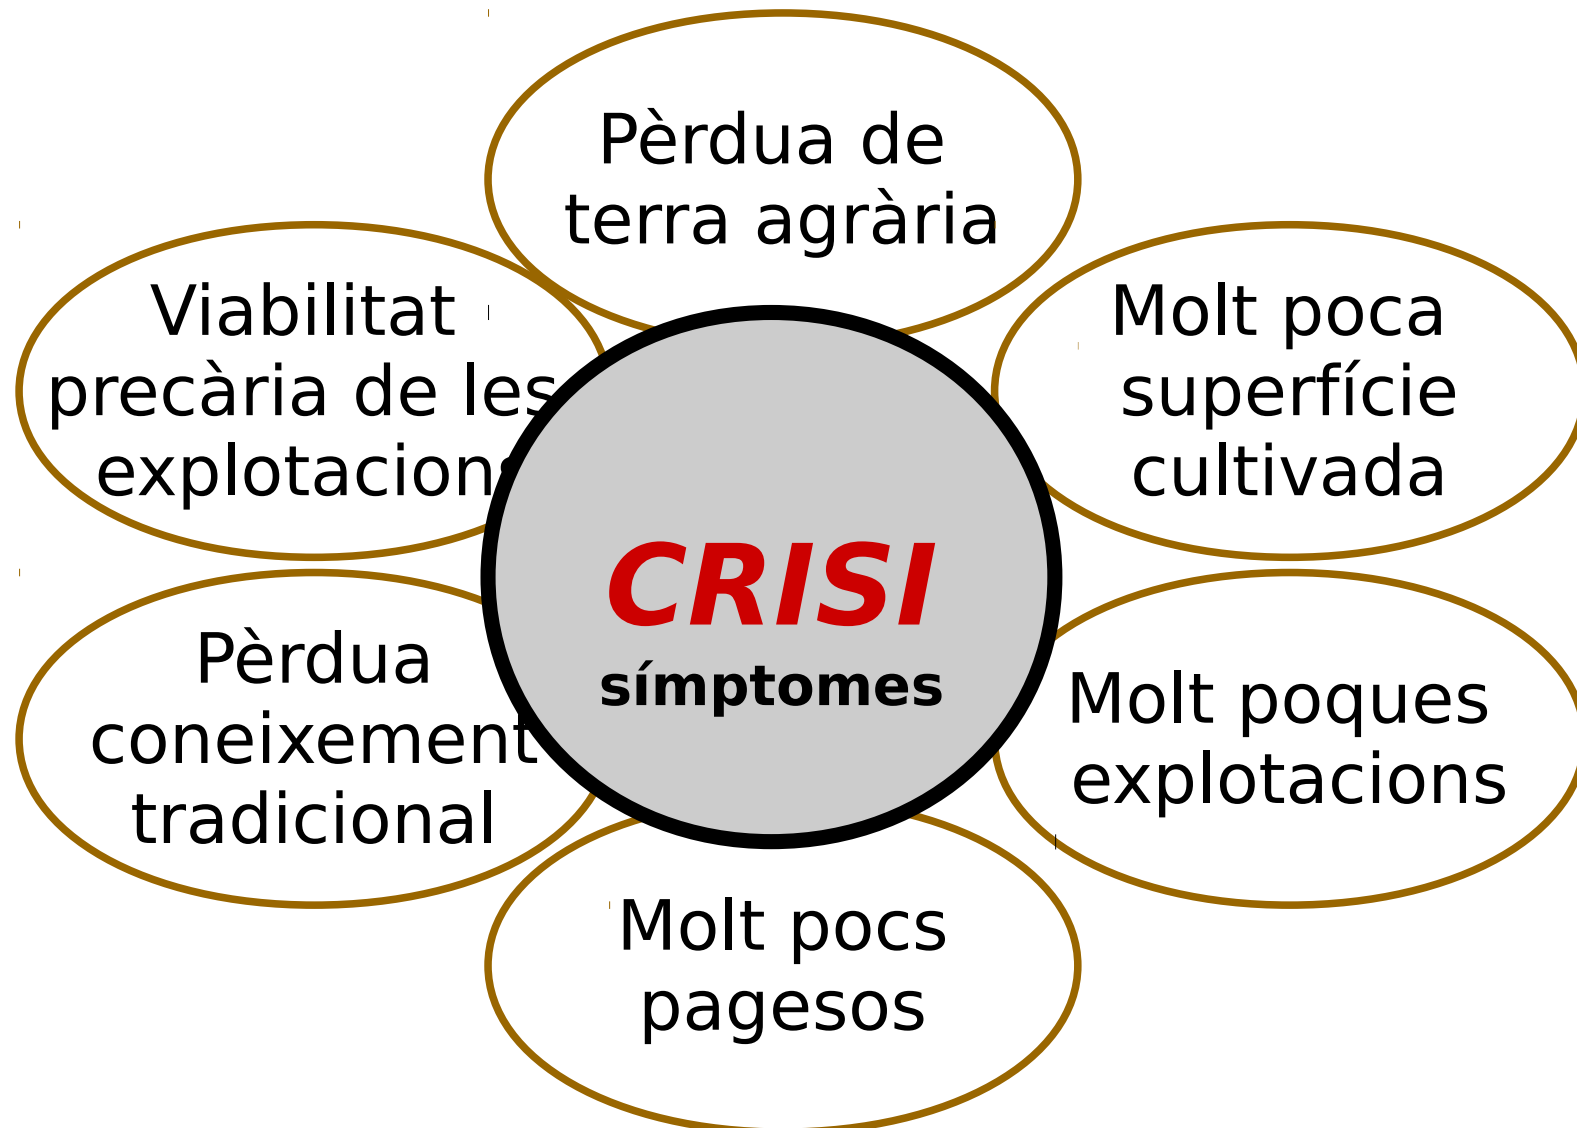 Pèrdua de
terra agrària
Viabilitat
precària de les
explotacions
Molt poca
superfície
cultivada
CRISI
símptomes
Pèrdua
coneixement
tradicional
Molt poques
explotacions
Molt pocs
pagesos